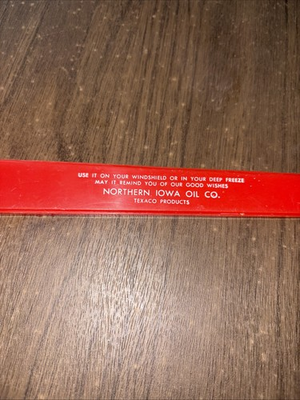 USE IT ON YOUR WINDSHIELD OR IN YOUR DEEP FREEZE
MAY IT REMIND YOU OF OUR GOOD WISHES
NORTHERN IOWA OIL CO.
TEXACO PRODUCTS